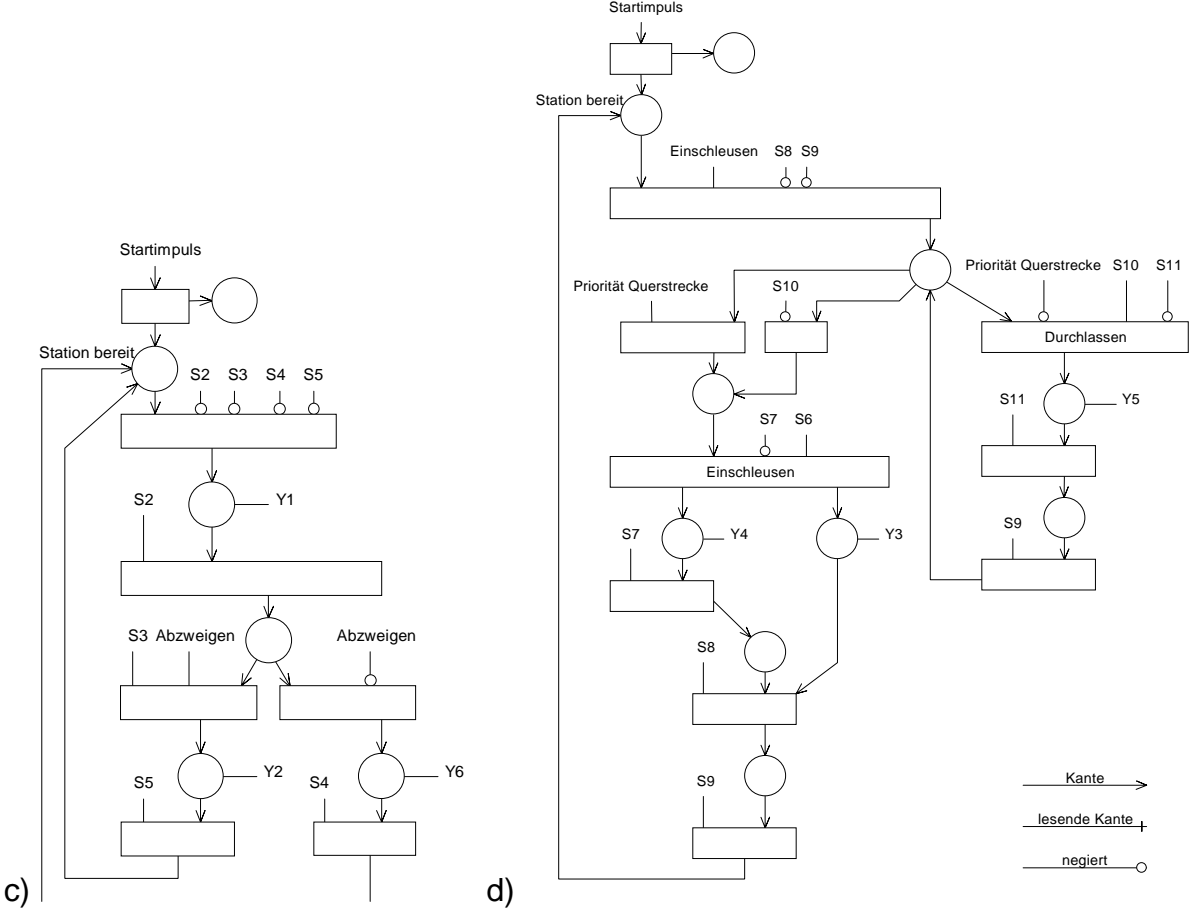 Startimpuls
Station bereit
S2 S3 S4 S5
Y1
S2
S3 Abzweigen
Abzweigen
Y2
Y6
S5
S4
c)
Startimpuls
Station bereit
Einschleusen S8 S9
Priorität Querstrecke
S10
Priorität Querstrecke S10 S11
Durchlassen
S11
Y5
S7 S6
Einschleusen
S9
S7
Y4
Y3
S8
S9
d)
Kante
lesende Kante
negiert